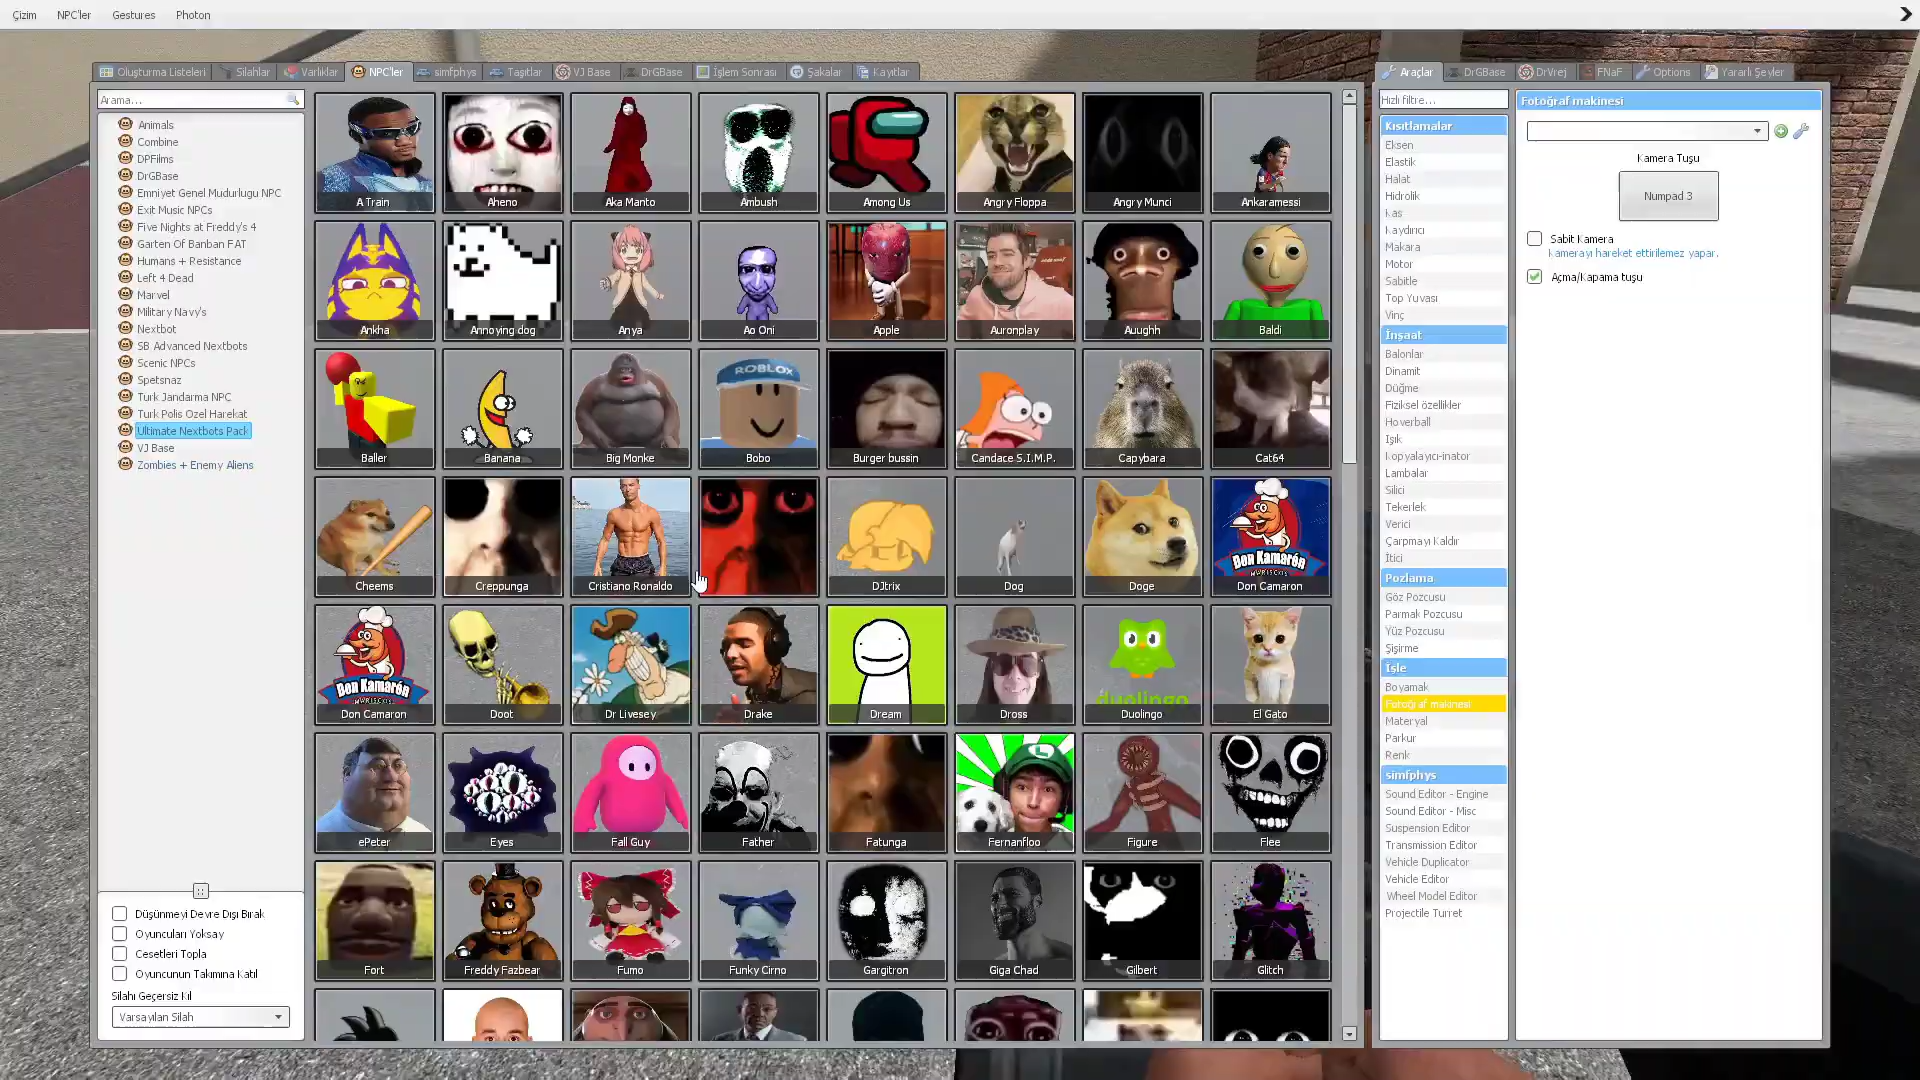 Çizim NPC'ler Gestures Photon
Oluşturma Listeleri Silahlar Varlıklar NPC'ler simfphys Taşıtlar VJ Base DrGBase İşlem Sonrası Şakalar Kayıtlar
Arama...
Animals
Combine
DPFilms
DrGBase
Emniyet Genel Mudurlugu NPC
Exit Music NPCs
Five Nights at Freddy's 4
Garten Of Banban FAT
Humans + Resistance
Left 4 Dead
Marvel
Military Navy's
Nextbot
SB Advanced Nextbots
Scenic NPCs
Spetsnaz
Turk Jandarma NPC
Turk Polis Ozel Harekat
Ultimate Nextbots Pack
VJ Base
Zombies + Enemy Aliens
Düşünmeyi Devre Dışı Bırak
Oyuncuları Yoksay
Cesetleri Topla
Oyuncunun Takımına Katıl
Silahı Geçersiz Kıl
Varsayılan Silah
A Train Aheno Aka Manto Ambush Among Us Angry Floppa Angry Munci Ankaramessi
Ankha Annoying dog Anya Ao Oni Apple Auronplay Auughh Baldi
ROBLOX
Baller Banana Big Monke Bobo Burger bussin Candace S.I.M.P. Capybara Cat64
Don Kamarón
MARISCOS
Cheems Creppunga Cristiano Ronaldo DJtrix Dog Doge Don Camaron
Don Kamarón
MARISCOS
duolingo
Don Camaron Doot Dr Livesey Drake Dream Dross Duolingo El Gato
L
ePeter Eyes Fall Guy Father Fatunga Fernanfloo Figure Flee
Fort Freddy Fazbear Fumo Funky Cirno Gargitron Giga Chad Gilbert Glitch
Araçlar DrGBase DrVrej FNaF Options Yararlı Şeyler
Hızlı filtre...
Kısıtlamalar
Eksen
Elastik
Halat
Hidrolik
Kas
Kaydırıcı
Makara
Motor
Sabitle
Top Yuvası
Vinç
İnşaat
Balonlar
Dinamit
Düğme
Fiziksel özellikler
Hoverball
Işık
Kopyalayıcı-inator
Lambalar
Silici
Tekerlek
Verici
Çarpmayı Kaldır
İtici
Pozlama
Göz Pozcusu
Parmak Pozcusu
Yüz Pozcusu
Şişirme
İşle
Boyamak
Fotoğraf makinesi
Materyal
Parkur
Renk
simfphys
Sound Editor - Engine
Sound Editor - Misc
Suspension Editor
Transmission Editor
Vehicle Duplicator
Vehicle Editor
Wheel Model Editor
Projectile Turret
Fotoğraf makinesi
Kamera Tuşu
Numpad 3
Sabit Kamera
Kamerayı hareket ettirilemez yapar.
Açma/Kapama tuşu